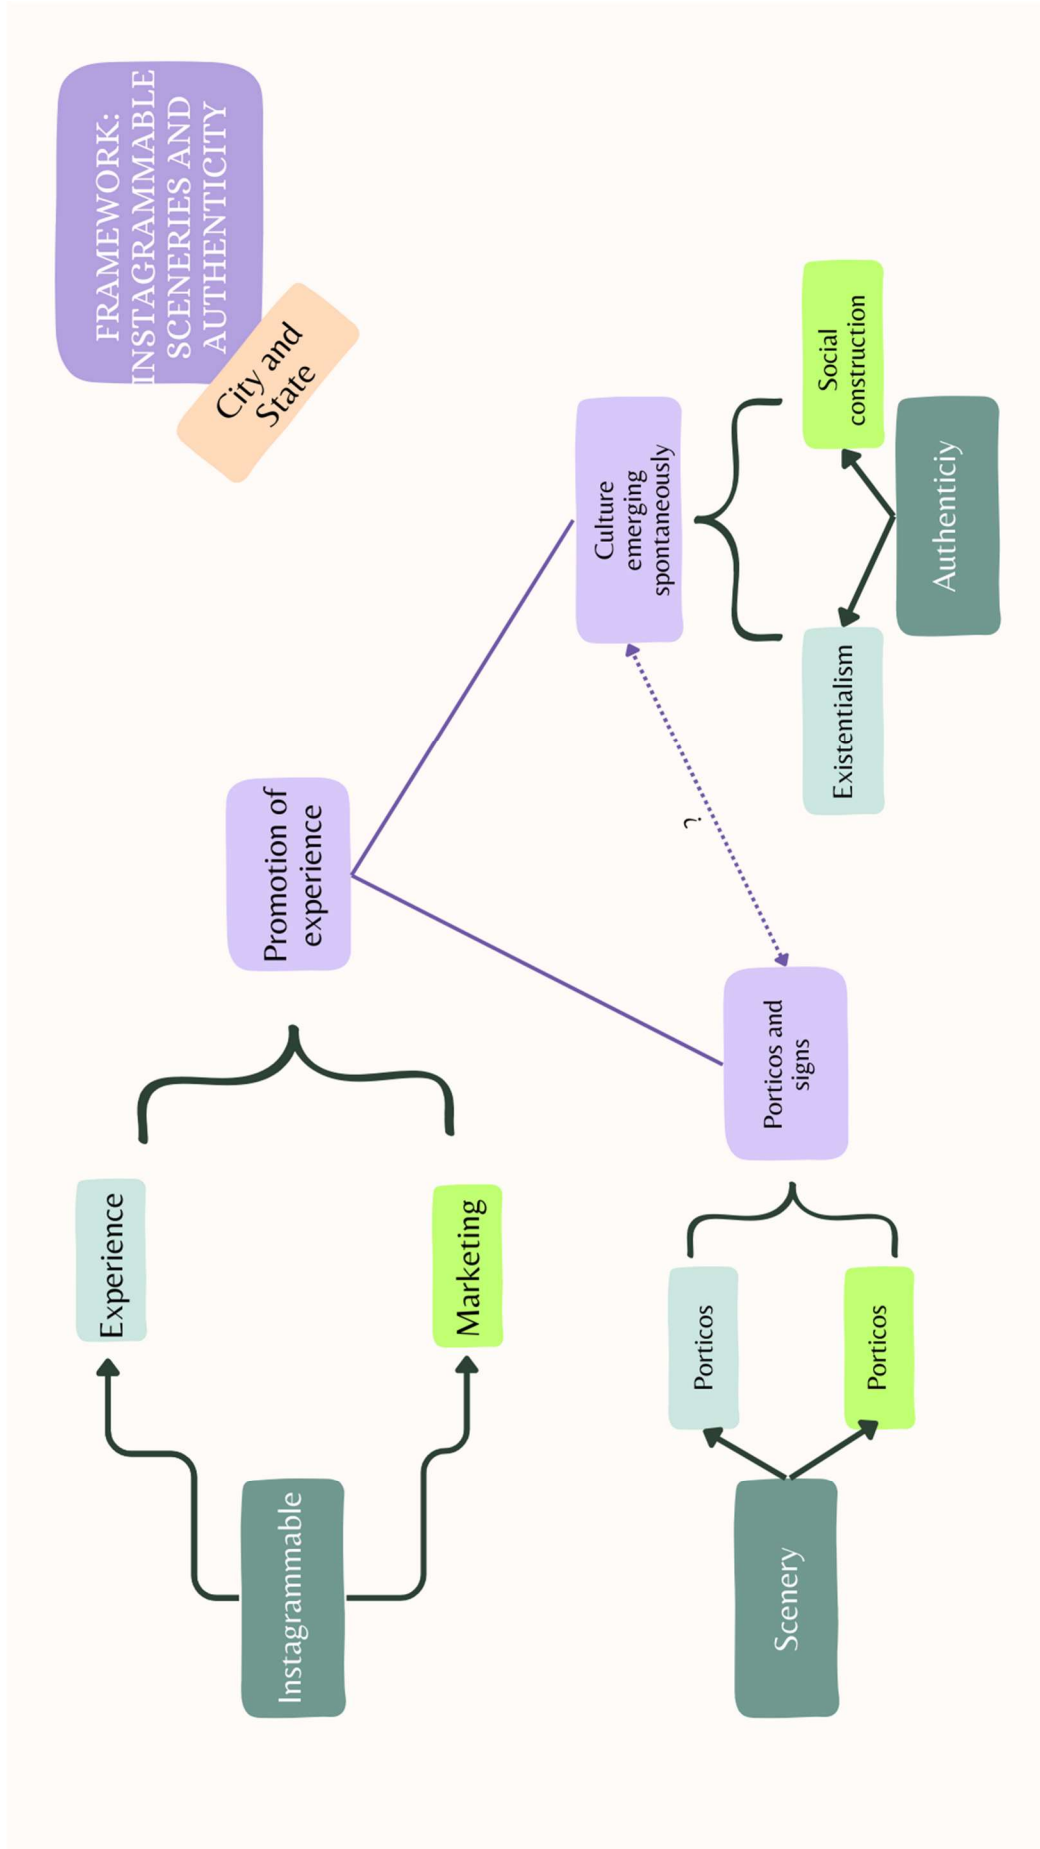 FRAMEWORK:
INSTAGRAMMABLE
SCENERIES AND
AUTHENTICITY
City and
State
Experience
Promotion of
experience
Instagrammable
Marketing
Culture
emerging
spontaneously
?
Porticos
Porticos and
signs
Scenery
Porticos
Existentialism
Social
construction
Authenticiy